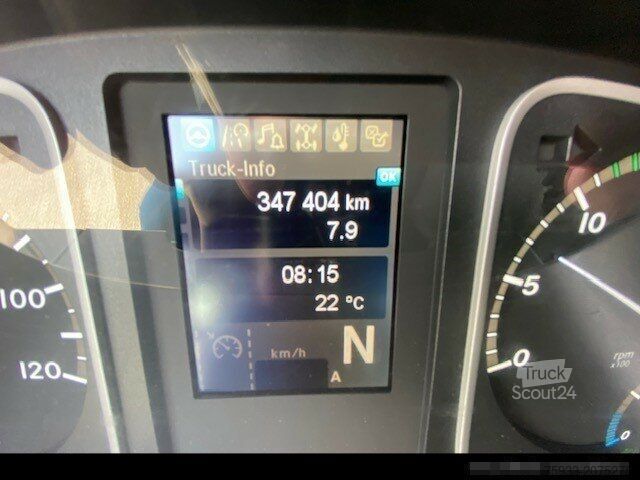 Truck-Info
OK
347 404 km
7.9
08:15
22 °C
km/h
N
A
100
120
10
5
0
rpm
x100
0
Truck
Scout24